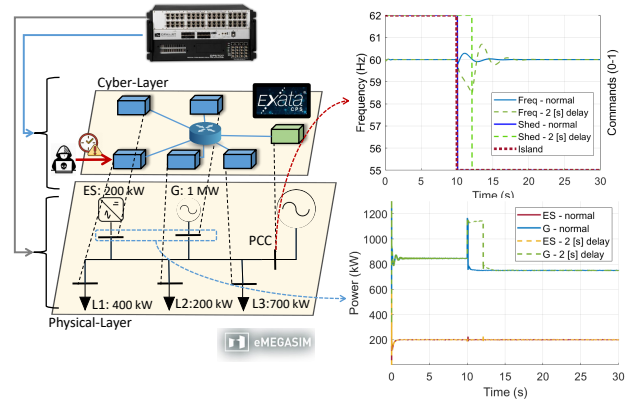 Cyber-Layer
EXata
CPS
ES: 200 kW
G: 1 MW
PCC
L1: 400 kW
L2:200 kW
L3:700 kW
Physical-Layer
eMEGASIM
Frequency (Hz)
62
61
60
59
58
57
56
55
0
5
10
15
20
25
30
Time (s)
Commands (0-1)
Freq - normal
Freq - 2 [s] delay
Shed - normal
Shed - 2 [s] delay
Island
Power (kW)
1200
1000
800
600
400
200
0
5
10
15
20
25
30
Time (s)
ES - normal
G - normal
ES - 2 [s] delay
G - 2 [s] delay